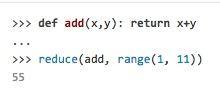 >>> def add(x,y): return x+y
...
>>> reduce(add, range(1, 11))
55